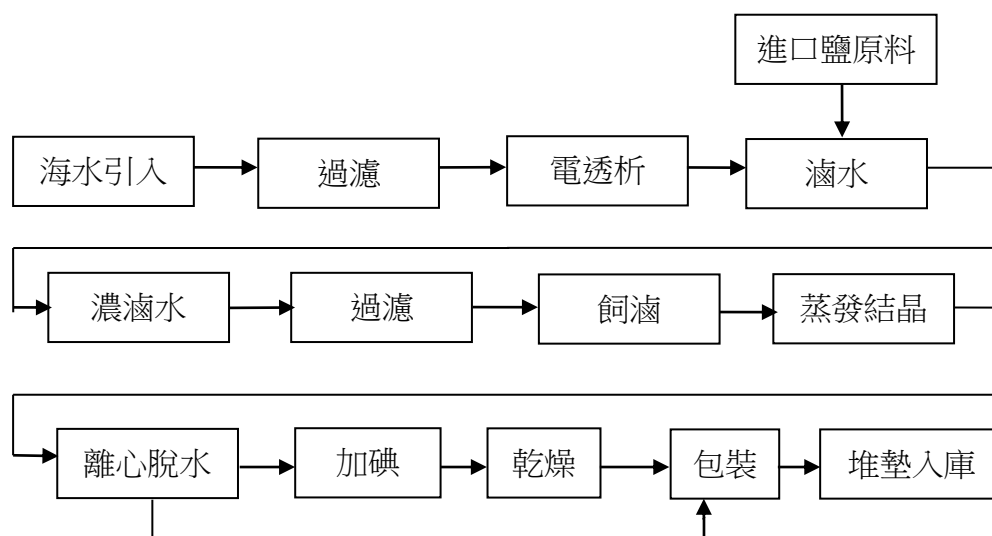 進口鹽原料
海水引入
過濾
電透析
滷水
濃滷水
過濾
飼滷
蒸發結晶
離心脫水
加碘
乾燥
包裝
堆墊入庫